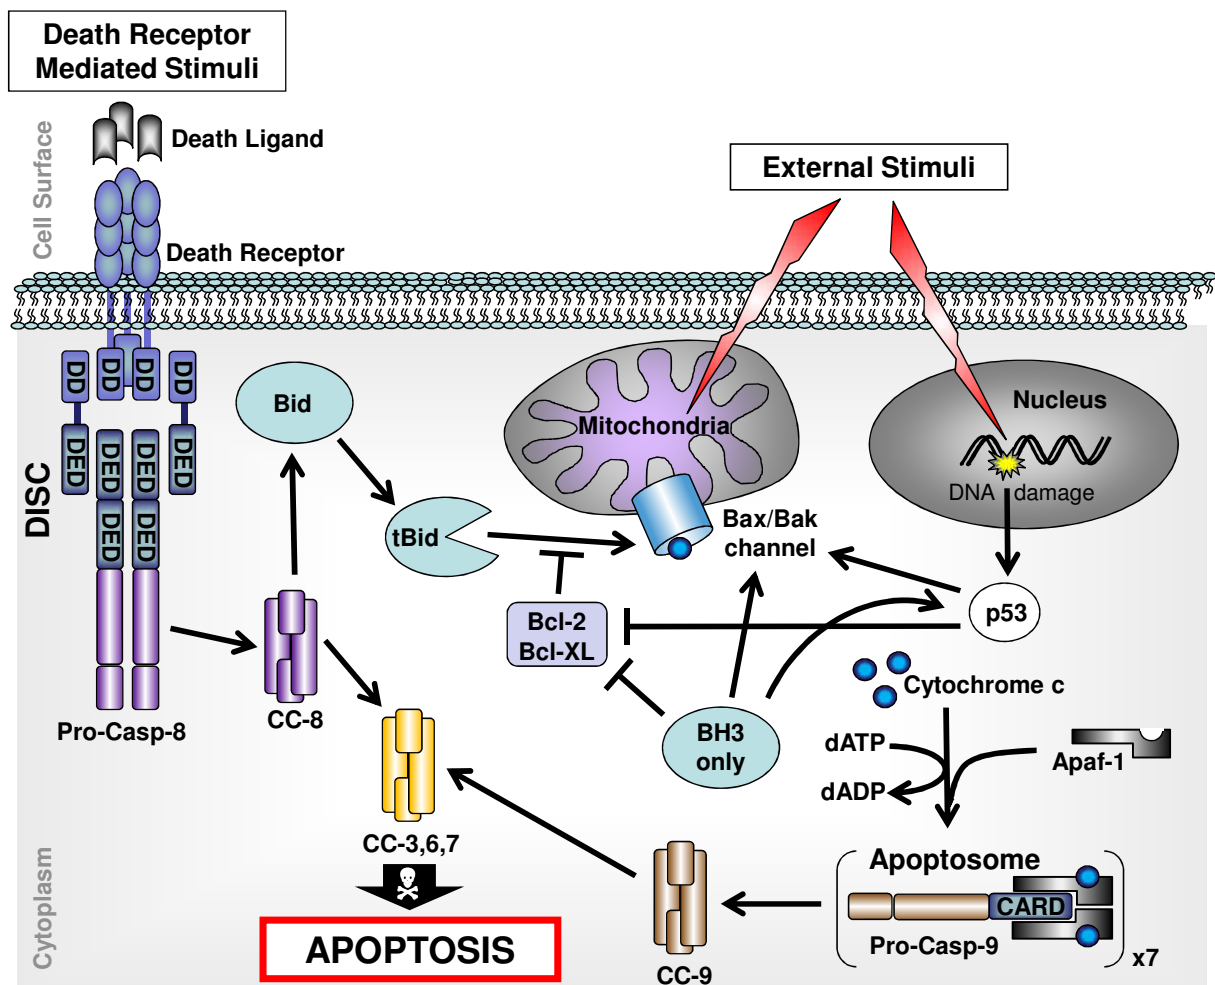 Death Receptor
Mediated Stimuli
Cell Surface
Death Ligand
External Stimuli
Death Receptor
DD
DD
DD
DD
Bid
Mitochondria
Nucleus
DNA damage
DISC
DED
DED
DED
DED
DED
DED
tBid
Bax/Bak
channel
Bcl-2
Bcl-XL
p53
Pro-Casp-8
CC-8
Cytochrome c
BH3
only
dATP
Apaf-1
dADP
CC-3,6,7
Apoptosome
CARD
Pro-Casp-9
x7
CC-9
Cytoplasm
APOPTOSIS